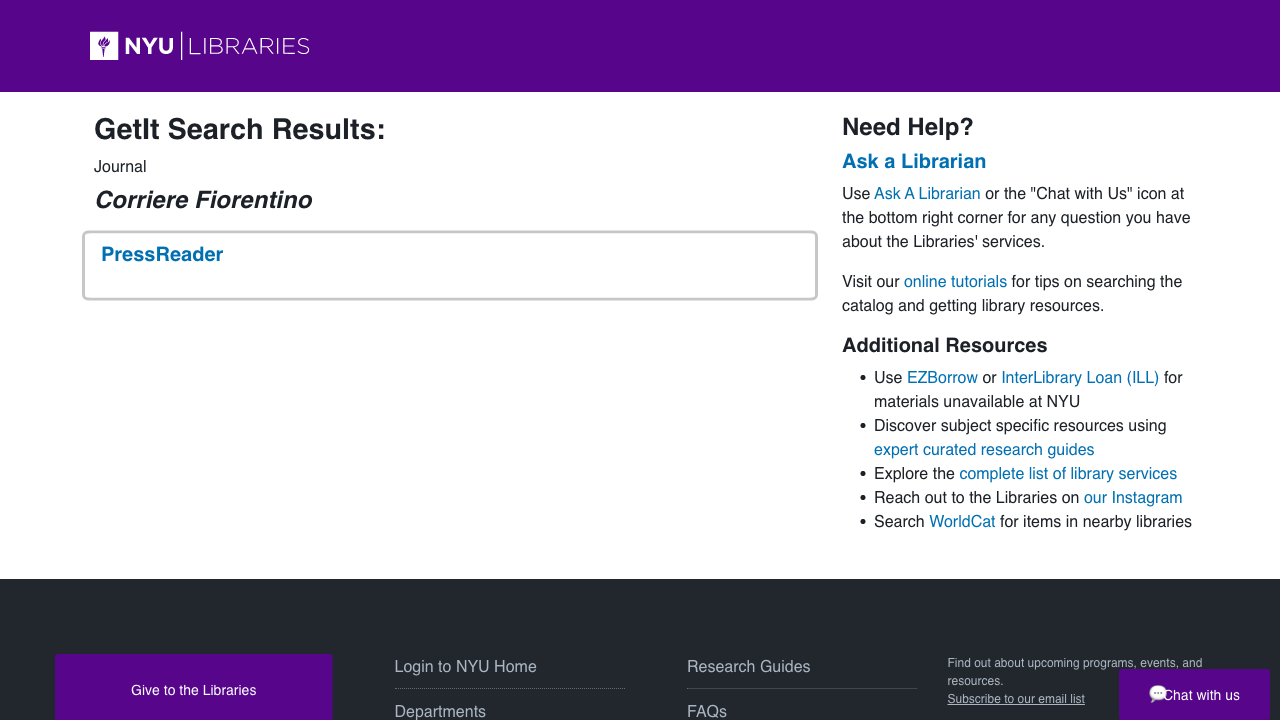 NYU LIBRARIES
GetIt Search Results:
Journal
Corriere Fiorentino
PressReader
Need Help?
Ask a Librarian
Use Ask A Librarian or the "Chat with Us" icon at
the bottom right corner for any question you have
about the Libraries' services.
Visit our online tutorials for tips on searching the
catalog and getting library resources.
Additional Resources
• Use EZBorrow or InterLibrary Loan (ILL) for
materials unavailable at NYU
• Discover subject specific resources using
expert curated research guides
• Explore the complete list of library services
• Reach out to the Libraries on our Instagram
• Search WorldCat for items in nearby libraries
Give to the Libraries
Login to NYU Home
Departments
Research Guides
FAQs
Find out about upcoming programs, events, and
resources.
Subscribe to our email list
Chat with us